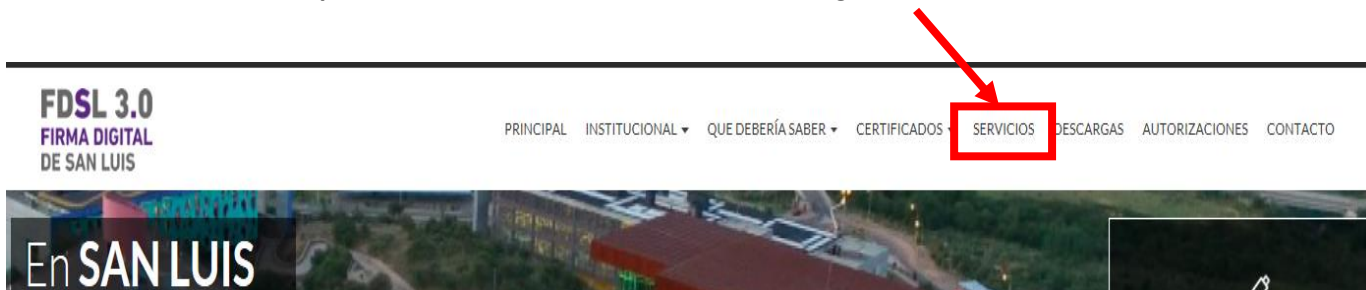 FDSL 3.0
FIRMA DIGITAL
DE SAN LUIS
PRINCIPAL INSTITUCIONAL QUE DEBERÍA SABER CERTIFICADOS SERVICIOS DESCARGAS AUTORIZACIONES CONTACTO
En SAN LUIS